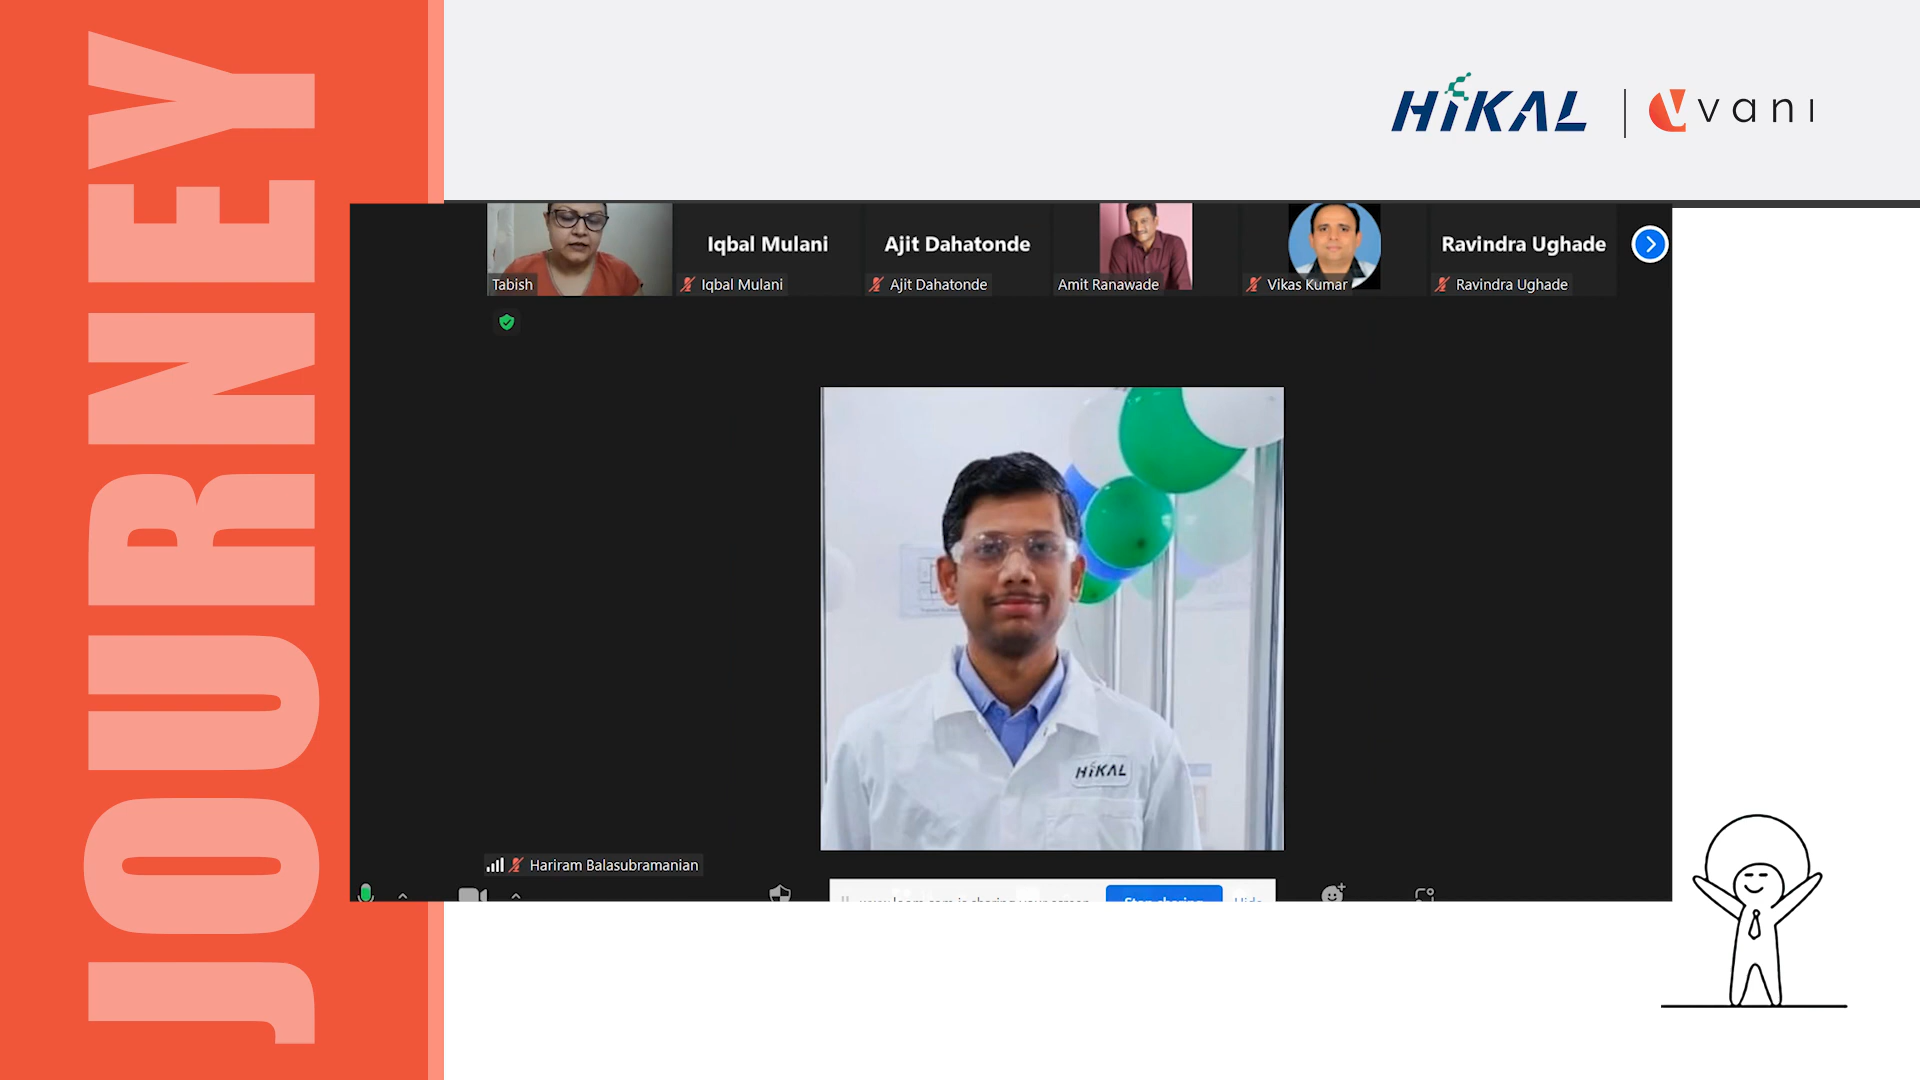 JOURNEY
HiKAL
vani
Iqbal Mulani
Ajit Dahatonde
Ravindra Ughade
Tabish
Iqbal Mulani
Ajit Dahatonde
Amit Ranawade
Vikas Kumar
Ravindra Ughade
HiKAL
Hariram Balasubramanian